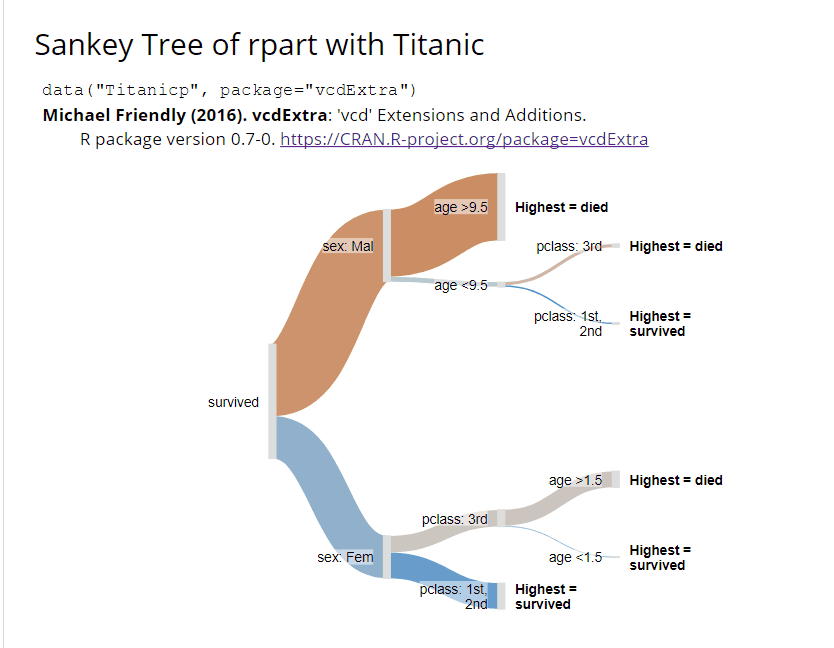 Sankey Tree of rpart with Titanic
data("Titanicp", package="vcdExtra")
Michael Friendly (2016). vcdExtra: 'vcd' Extensions and Additions.
R package version 0.7-0. https://CRAN.R-project.org/package=vcdExtra
age >9.5
Highest = died
sex: Mal
pclass: 3rd
Highest = died
age <9.5
pclass: 1st,
2nd
Highest =
survived
survived
age >1.5
Highest = died
pclass: 3rd
sex: Fem
age <1.5
Highest =
survived
pclass: 1st,
2nd
Highest =
survived